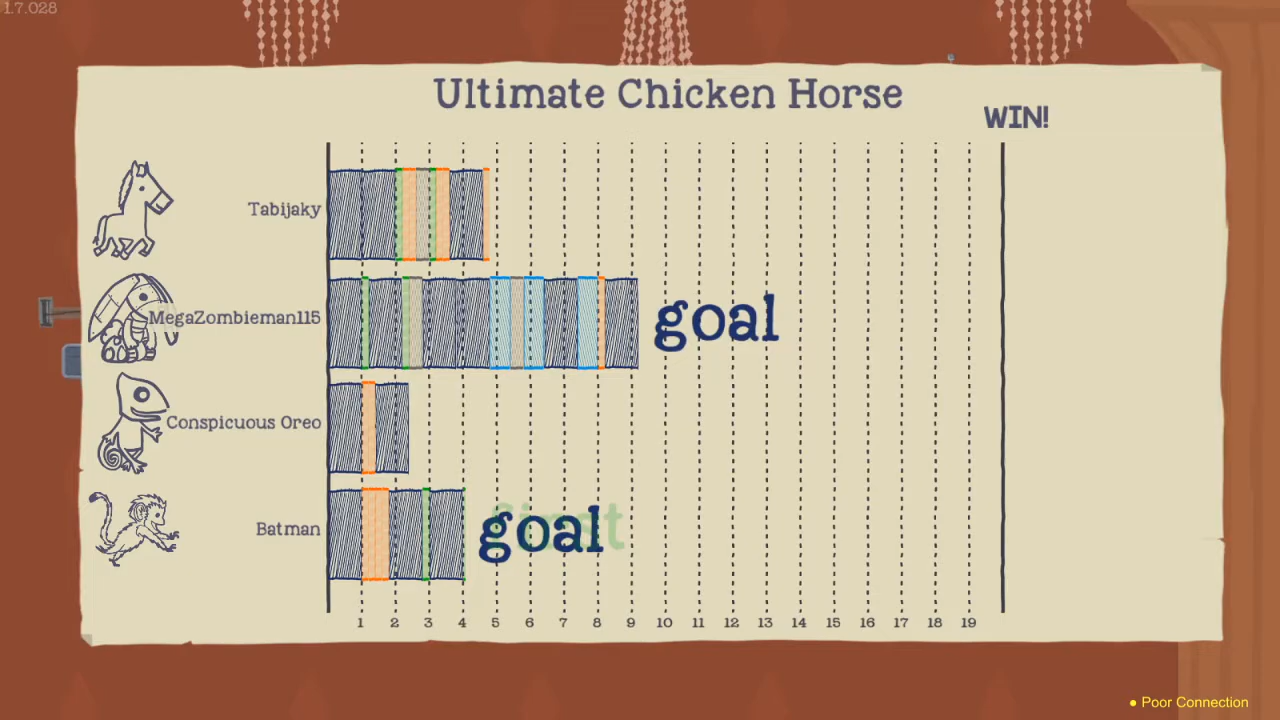 1.7.028
Ultimate Chicken Horse
WIN!
Tabijaky
MegaZombieman115
goal
Conspicuous Oreo
Batman
goal
first
1 2 3 4 5 6 7 8 9 10 11 12 13 14 15 16 17 18 19
● Poor Connection